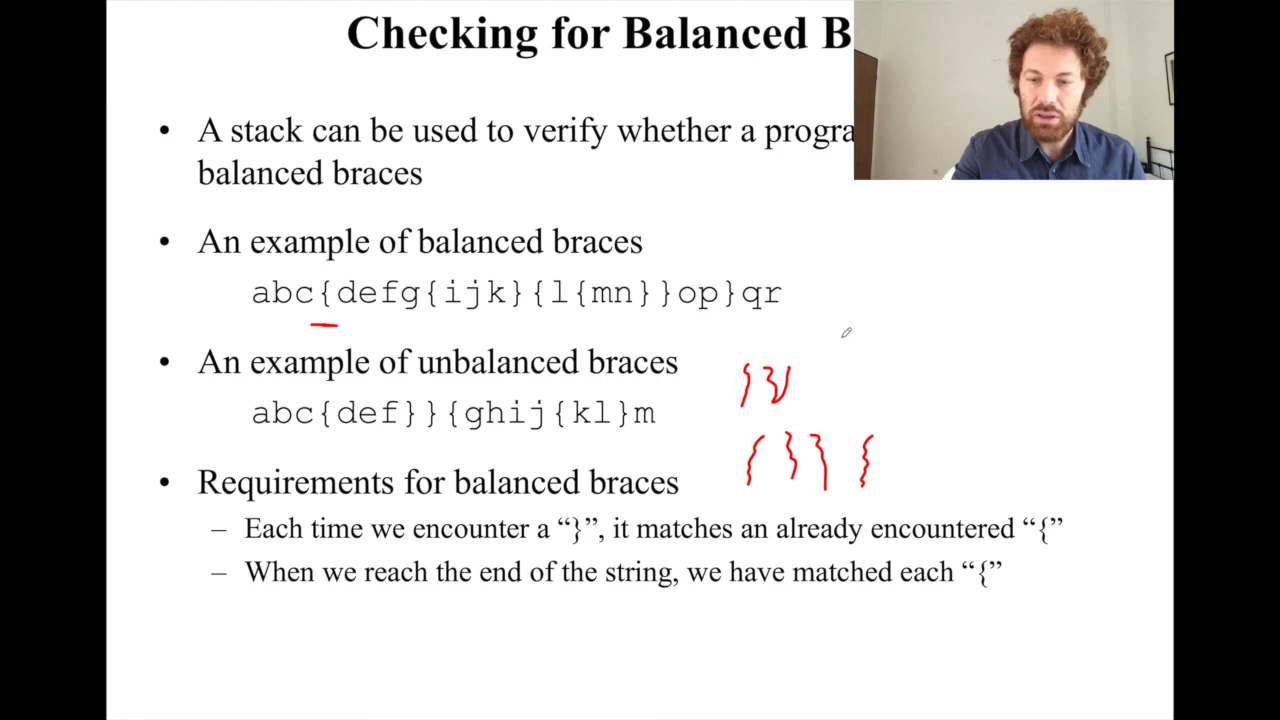 Checking for Balanced B
• A stack can be used to verify whether a progra
balanced braces
• An example of balanced braces
abc{defg{ijk}{l{mn}}op}qr
• An example of unbalanced braces
abc{def}}{ghij{kl}m
{ } } {
• Requirements for balanced braces
– Each time we encounter a “}”, it matches an already encountered “{”
– When we reach the end of the string, we have matched each “{”